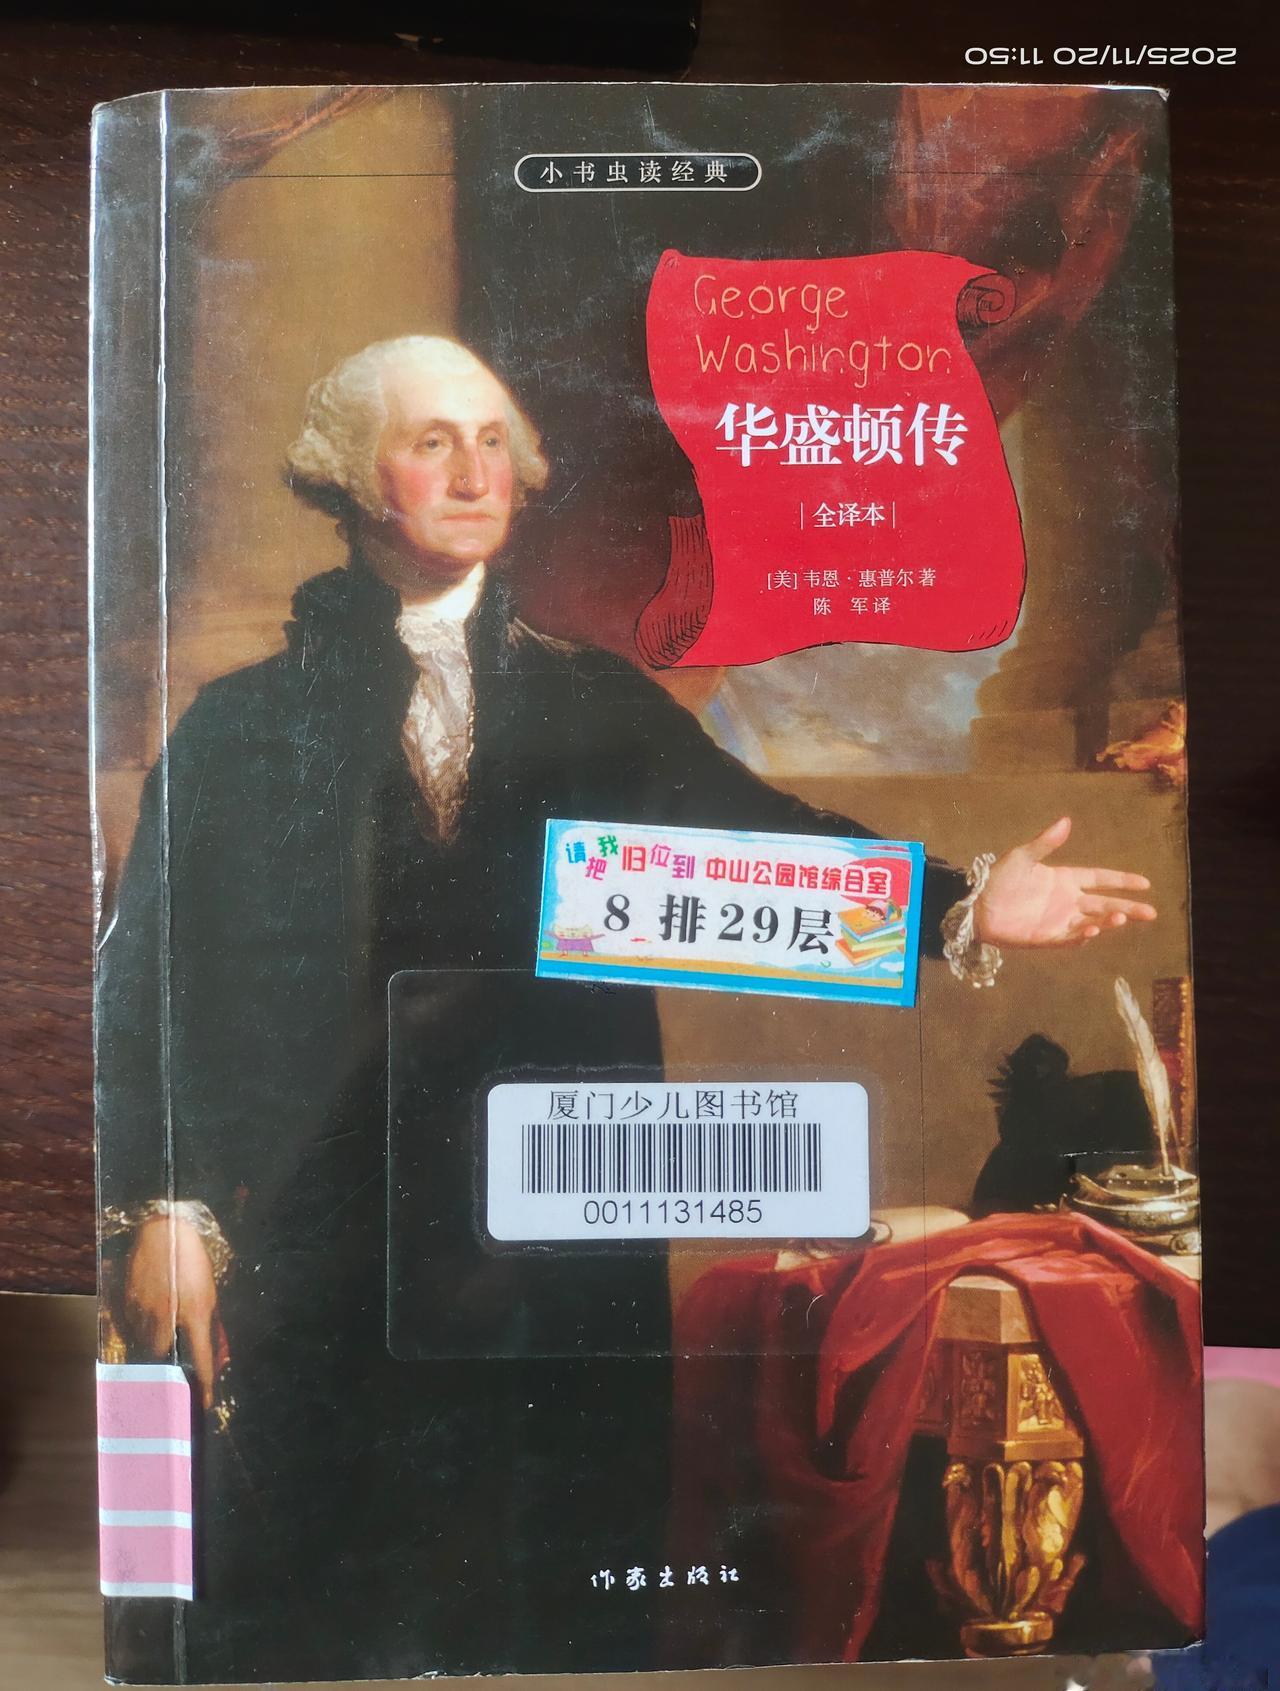 2025/11/20 11:50
小书虫读经典
George
Washington
华盛顿传
|全译本|
[美] 韦恩·惠普尔 著
陈 军 译
请把我归位到 中山公园馆综合室
8 排 29 层
厦门少儿图书馆
0011131485
作家出版社